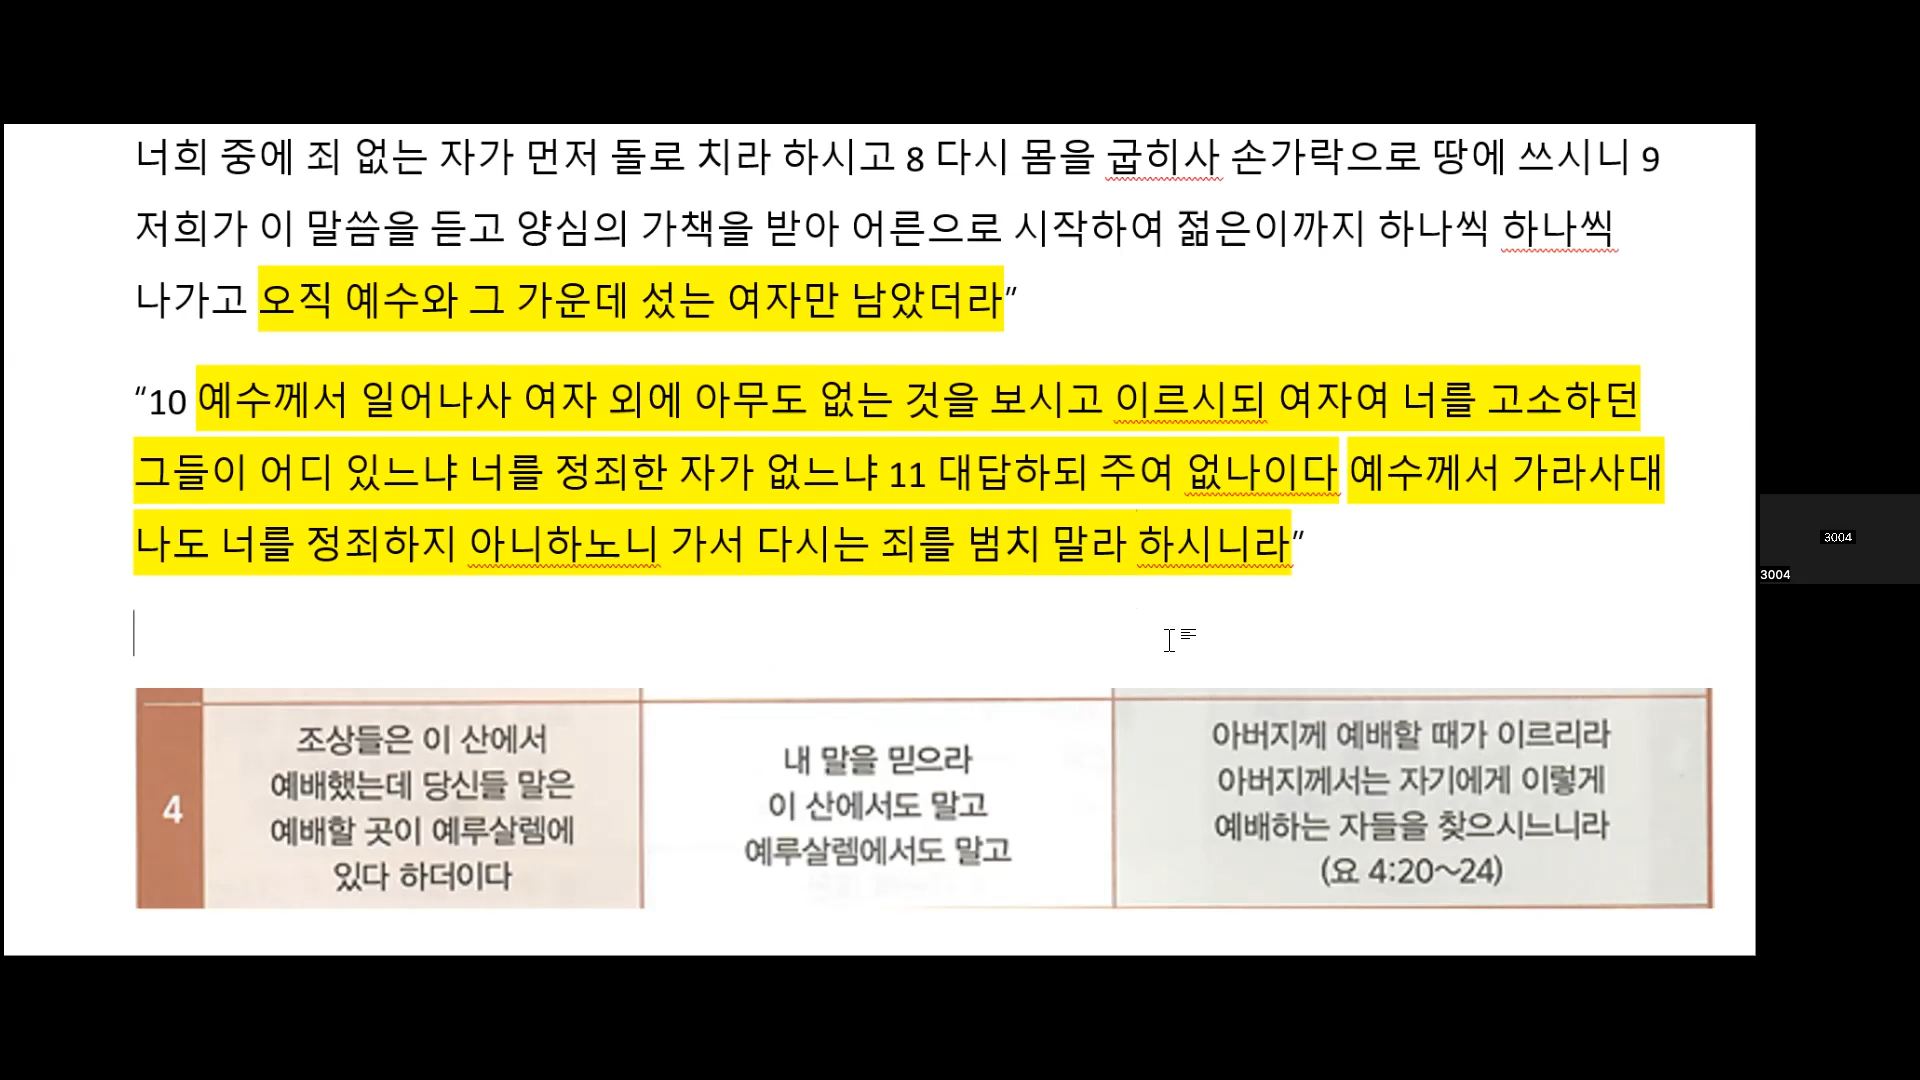 너희 중에 죄 없는 자가 먼저 돌로 치라 하시고 8 다시 몸을 굽히사 손가락으로 땅에 쓰시니 9
저희가 이 말씀을 듣고 양심의 가책을 받아 어른으로 시작하여 젊은이까지 하나씩 하나씩
나가고 오직 예수와 그 가운데 섰는 여자만 남았더라”
“10 예수께서 일어나사 여자 외에 아무도 없는 것을 보시고 이르시되 여자여 너를 고소하던
그들이 어디 있느냐 너를 정죄한 자가 없느냐 11 대답하되 주여 없나이다 예수께서 가라사대
나도 너를 정죄하지 아니하노니 가서 다시는 죄를 범치 말라 하시니라”
4
조상들은 이 산에서
예배했는데 당신들 말은
예배할 곳이 예루살렘에
있다 하더이다
내 말을 믿으라
이 산에서도 말고
예루살렘에서도 말고
아버지께 예배할 때가 이르리라
아버지께서는 자기에게 이렇게
예배하는 자들을 찾으시느니라
(요 4:20~24)
3004
3004